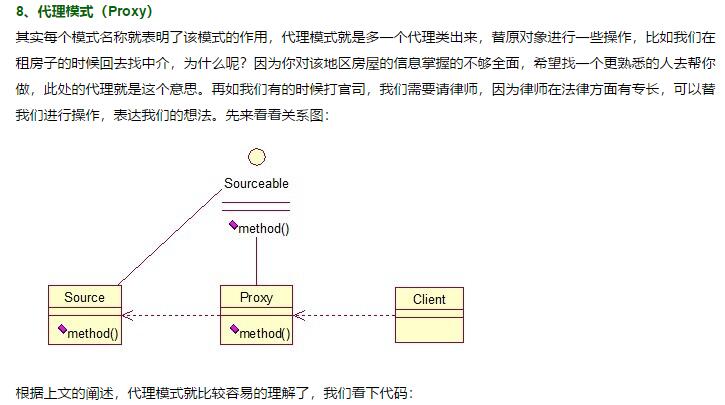 8、代理模式（Proxy）
其实每个模式名称就表明了该模式的作用，代理模式就是多一个代理类出来，替原对象进行一些操作，比如我们在
租房子的时候回去找中介，为什么呢？因为你对该地区房屋的信息掌握的不够全面，希望找一个更熟悉的人去帮你
做，此处的代理就是这个意思。再如我们有的时候打官司，我们需要请律师，因为律师在法律方面有专长，可以替
我们进行操作，表达我们的想法。先来看看关系图：
Sourceable
method()
Source
method()
Proxy
method()
Client
根据上文的阐述，代理模式就比较容易的理解了，我们看下代码：